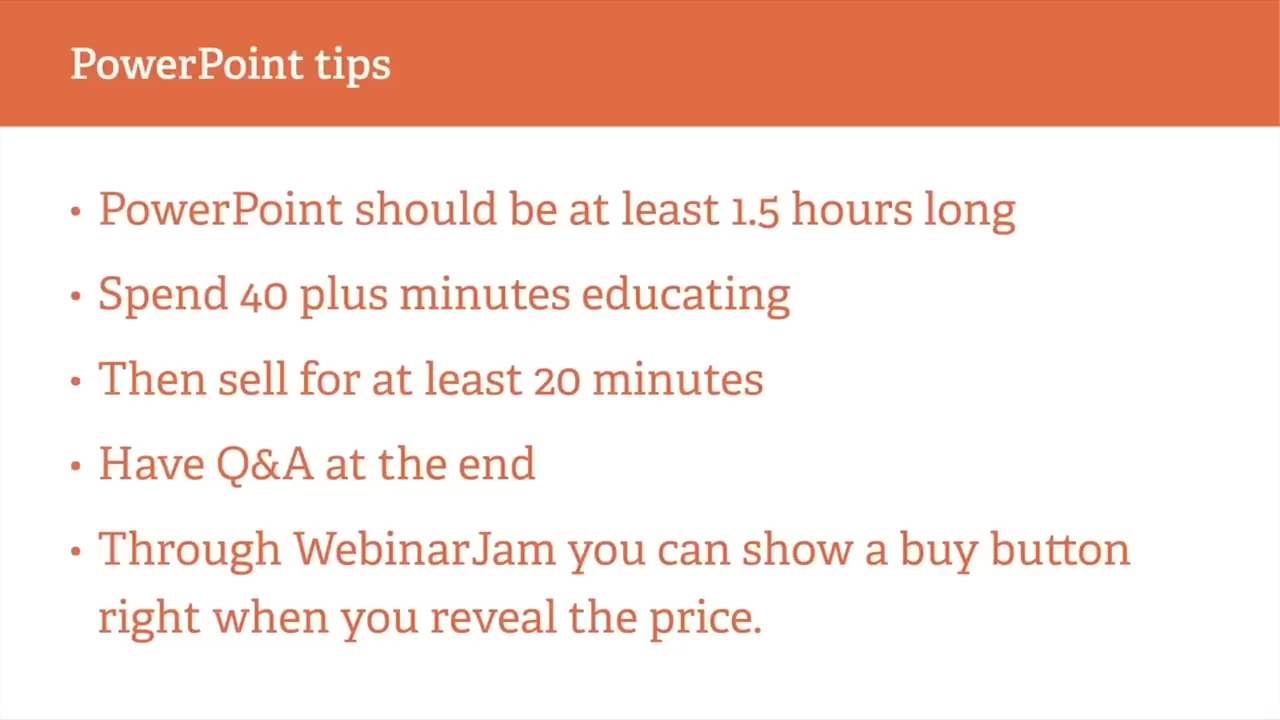 PowerPoint tips
• PowerPoint should be at least 1.5 hours long
• Spend 40 plus minutes educating
• Then sell for at least 20 minutes
• Have Q&A at the end
• Through WebinarJam you can show a buy button
right when you reveal the price.